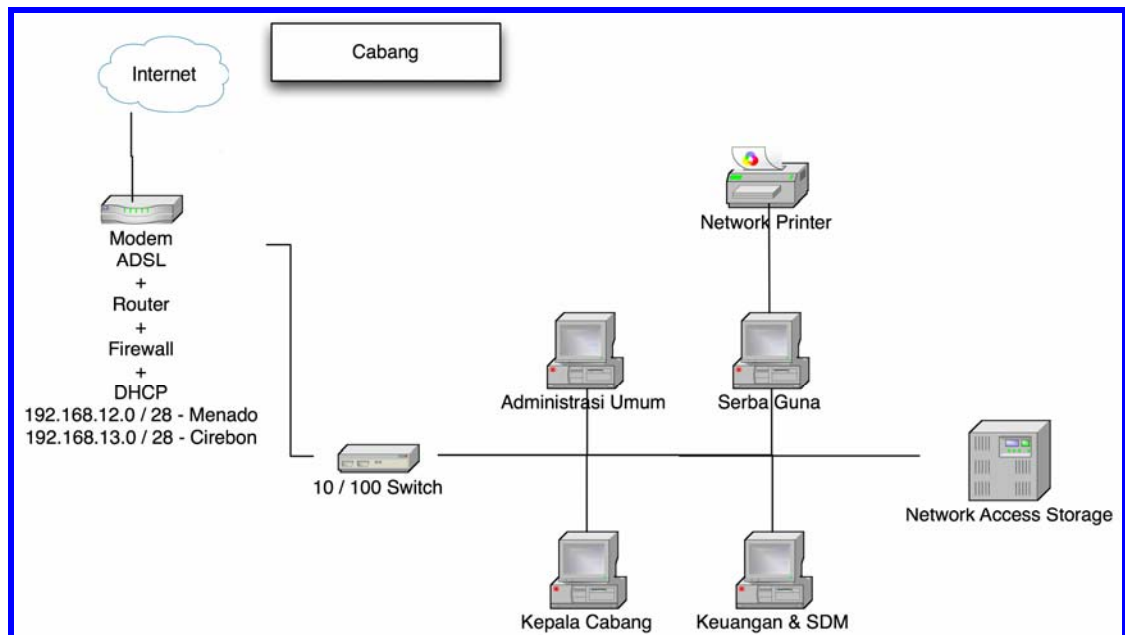 Cabang
Internet
Network Printer
Modem
ADSL
+
Router
+
Firewall
+
DHCP
192.168.12.0 / 28 - Menado
192.168.13.0 / 28 - Cirebon
Administrasi Umum
Serba Guna
10 / 100 Switch
Network Access Storage
Kepala Cabang
Keuangan & SDM